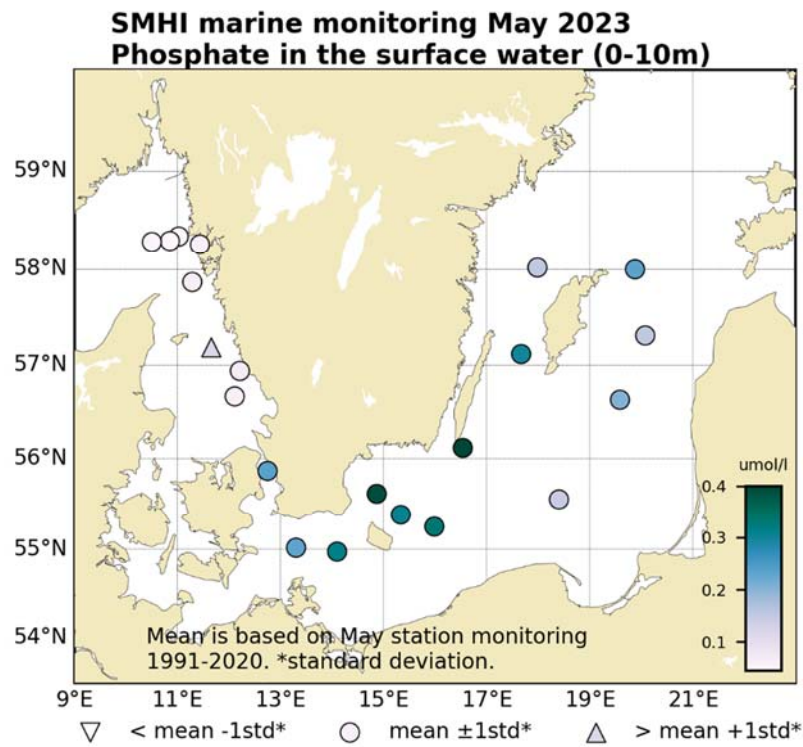 SMHI marine monitoring May 2023
Phosphate in the surface water (0-10m)
59°N
58°N
57°N
56°N
55°N
54°N
umol/l
0.4
0.3
0.2
0.1
Mean is based on May station monitoring
1991-2020. *standard deviation.
9°E 11°E 13°E 15°E 17°E 19°E 21°E
< mean -1std* mean ±1std* > mean +1std*